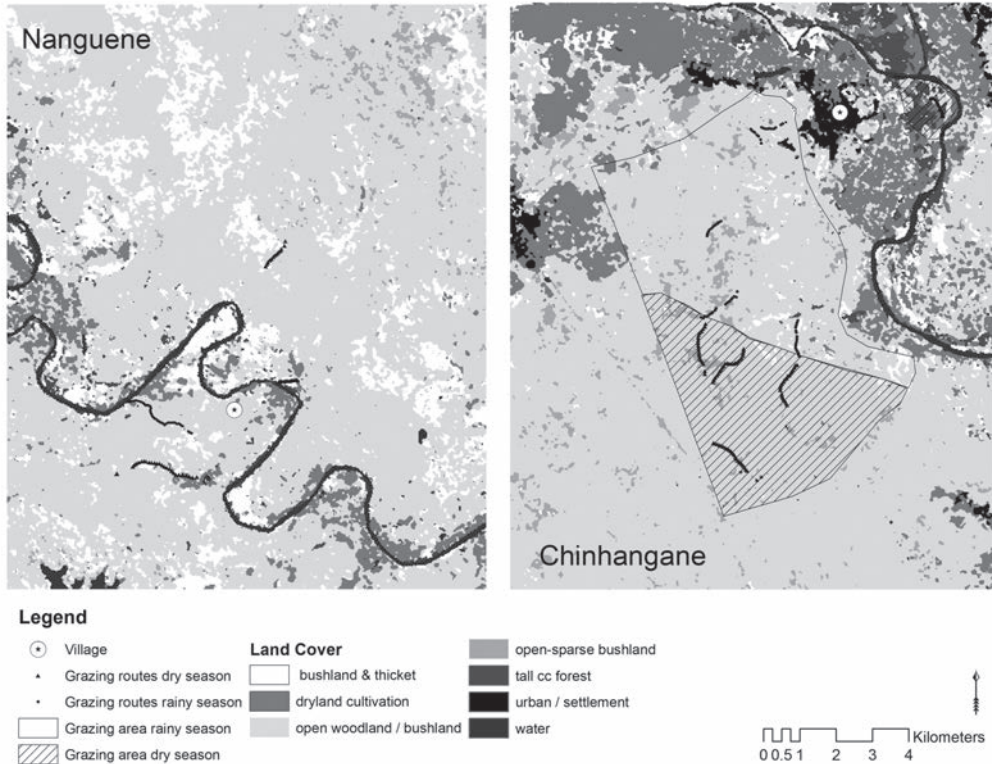 Nanguene
Chinhangane
Legend
Village
Grazing routes dry season
Grazing routes rainy season
Grazing area rainy season
Grazing area dry season
Land Cover
bushland & thicket
dryland cultivation
open woodland / bushland
open-sparse bushland
tall cc forest
urban / settlement
water
Kilometers
0 0.5 1 2 3 4